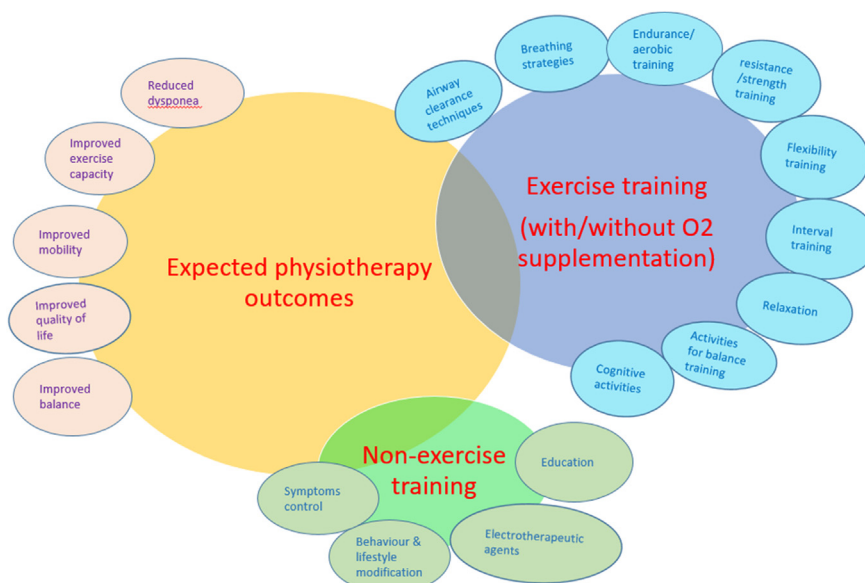 Reduced
dysponea
Improved
exercise
capacity
Improved
mobility
Improved
quality of
life
Improved
balance
Expected physiotherapy
outcomes
Airway
clearance
techniques
Breathing
strategies
Endurance/
aerobic
training
resistance
/strength
training
Flexibility
training
Interval
training
Relaxation
Activities
for balance
training
Cognitive
activities
Exercise training
(with/without O2
supplementation)
Non-exercise
training
Symptoms
control
Behaviour &
lifestyle
modification
Electrotherapeutic
agents
Education